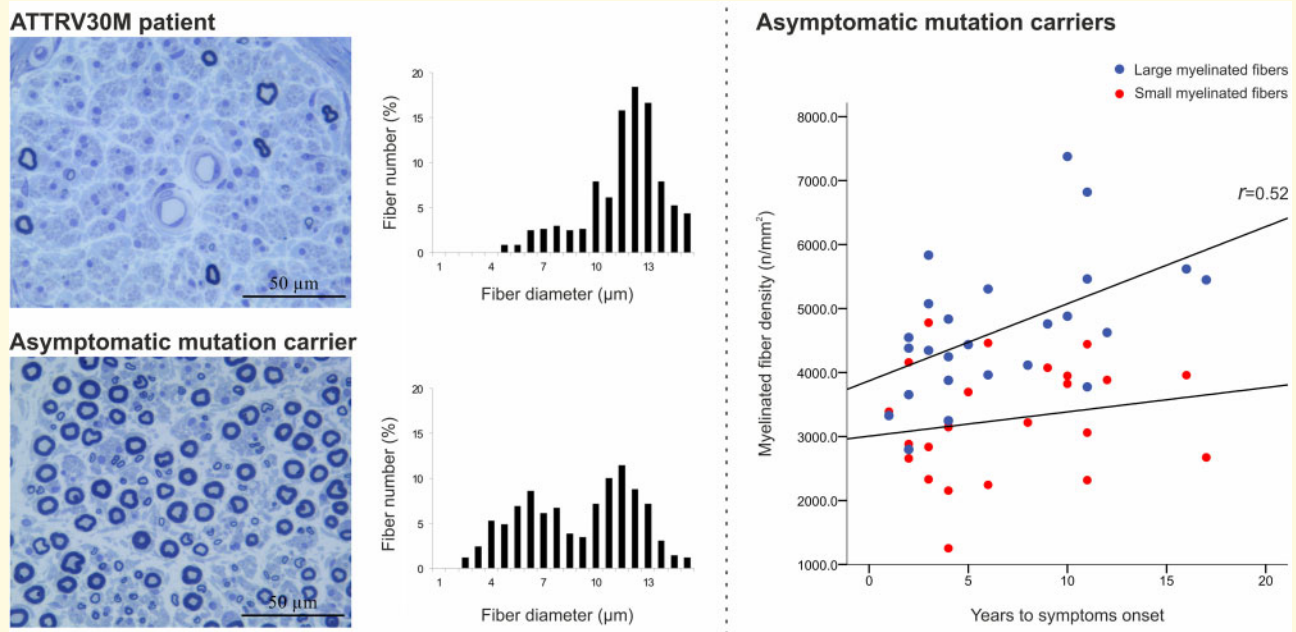 ATTRV30M patient
50 µm
20
15
10
5
0
Fiber number (%)
1 4 7 10 13
Fiber diameter (µm)
Asymptomatic mutation carrier
50 µm
20
15
10
5
0
Fiber number (%)
1 4 7 10 13
Fiber diameter (µm)
Asymptomatic mutation carriers
Large myelinated fibers
Small myelinated fibers
r=0.52
8000.0
7000.0
6000.0
5000.0
4000.0
3000.0
2000.0
1000.0
Myelinated fiber density (n/mm²)
0 5 10 15 20
Years to symptoms onset